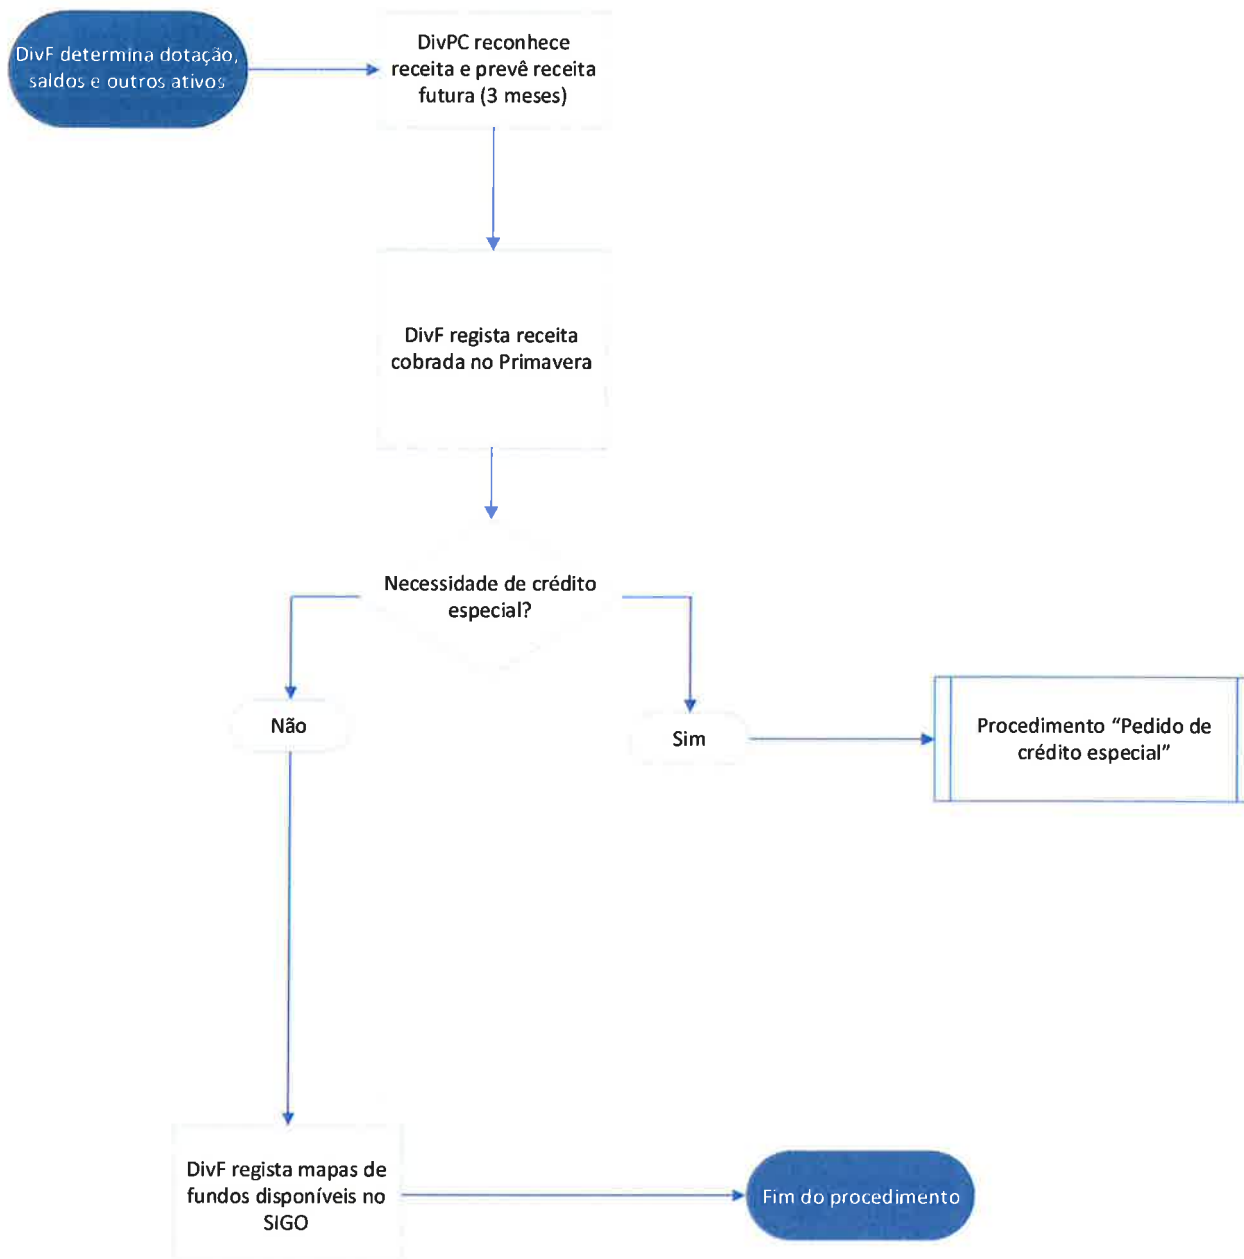 DivF determina dotação,
saldos e outros ativos
DivPC reconhece
receita e prevê receita
futura (3 meses)
DivF regista receita
cobrada no Primavera
Necessidade de crédito
especial?
Não
Sim
Procedimento “Pedido de
crédito especial”
DivF regista mapas de
fundos disponíveis no
SIGO
Fim do procedimento